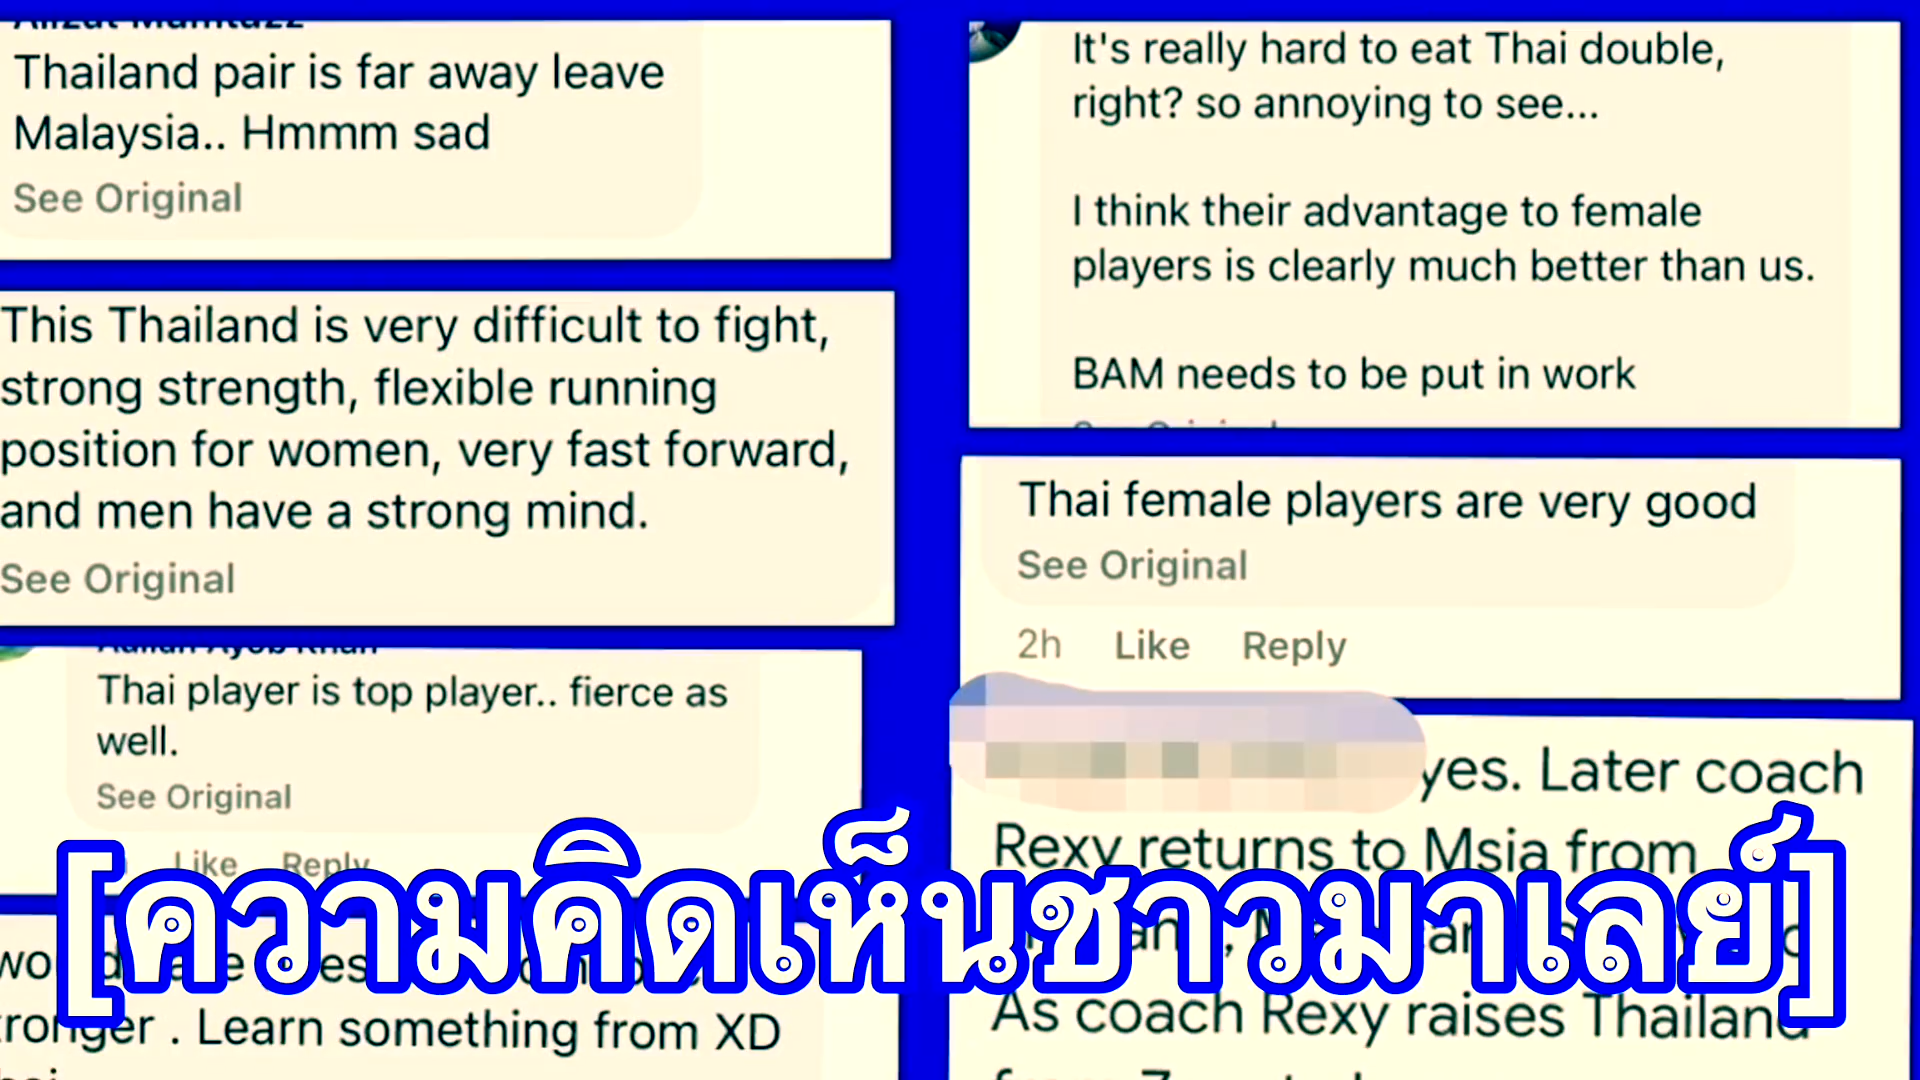 Thailand pair is far away leave
Malaysia.. Hmmm sad
See Original
This Thailand is very difficult to fight,
strong strength, flexible running
position for women, very fast forward,
and men have a strong mind.
See Original
Thai player is top player.. fierce as
well.
See Original
Like Reply
. Learn something from XD
It's really hard to eat Thai double,
right? so annoying to see...
I think their advantage to female
players is clearly much better than us.
BAM needs to be put in work
Thai female players are very good
See Original
2h Like Reply
yes. Later coach
Rexy returns to Msia from
As coach Rexy raises Thailand
[ความคิดเห็นชาวมาเลย์]